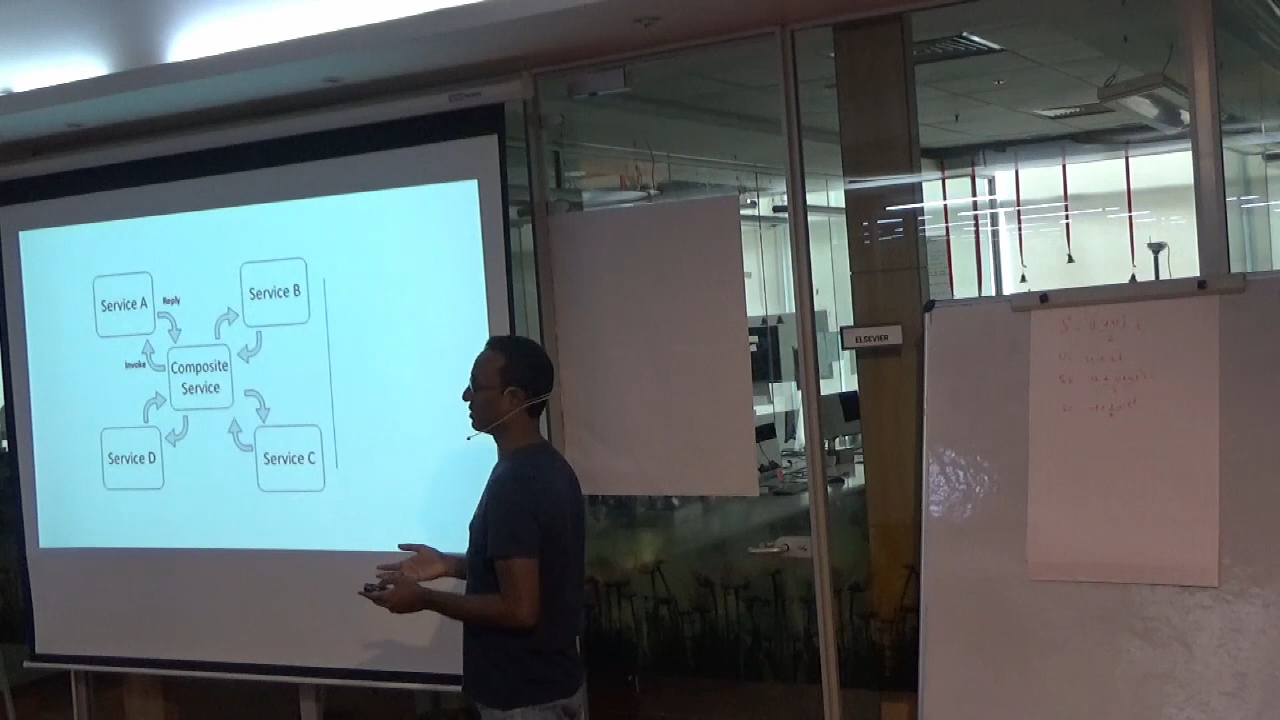 Service A
Reply
Service B
Invoke
Composite
Service
Service D
Service C
ELSEVIER